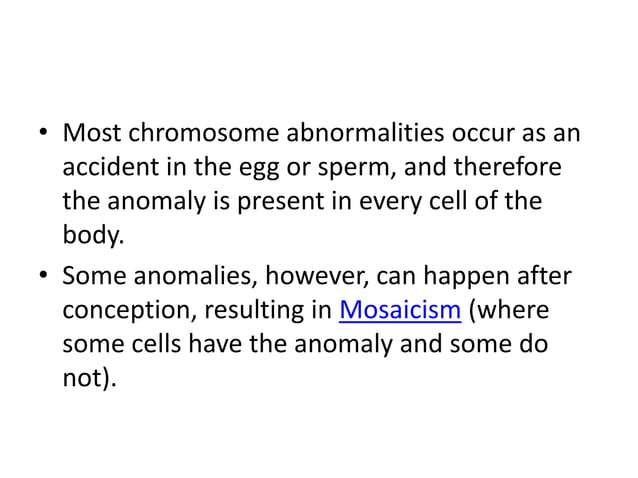 • Most chromosome abnormalities occur as an
accident in the egg or sperm, and therefore
the anomaly is present in every cell of the
body.
• Some anomalies, however, can happen after
conception, resulting in Mosaicism (where
some cells have the anomaly and some do
not).